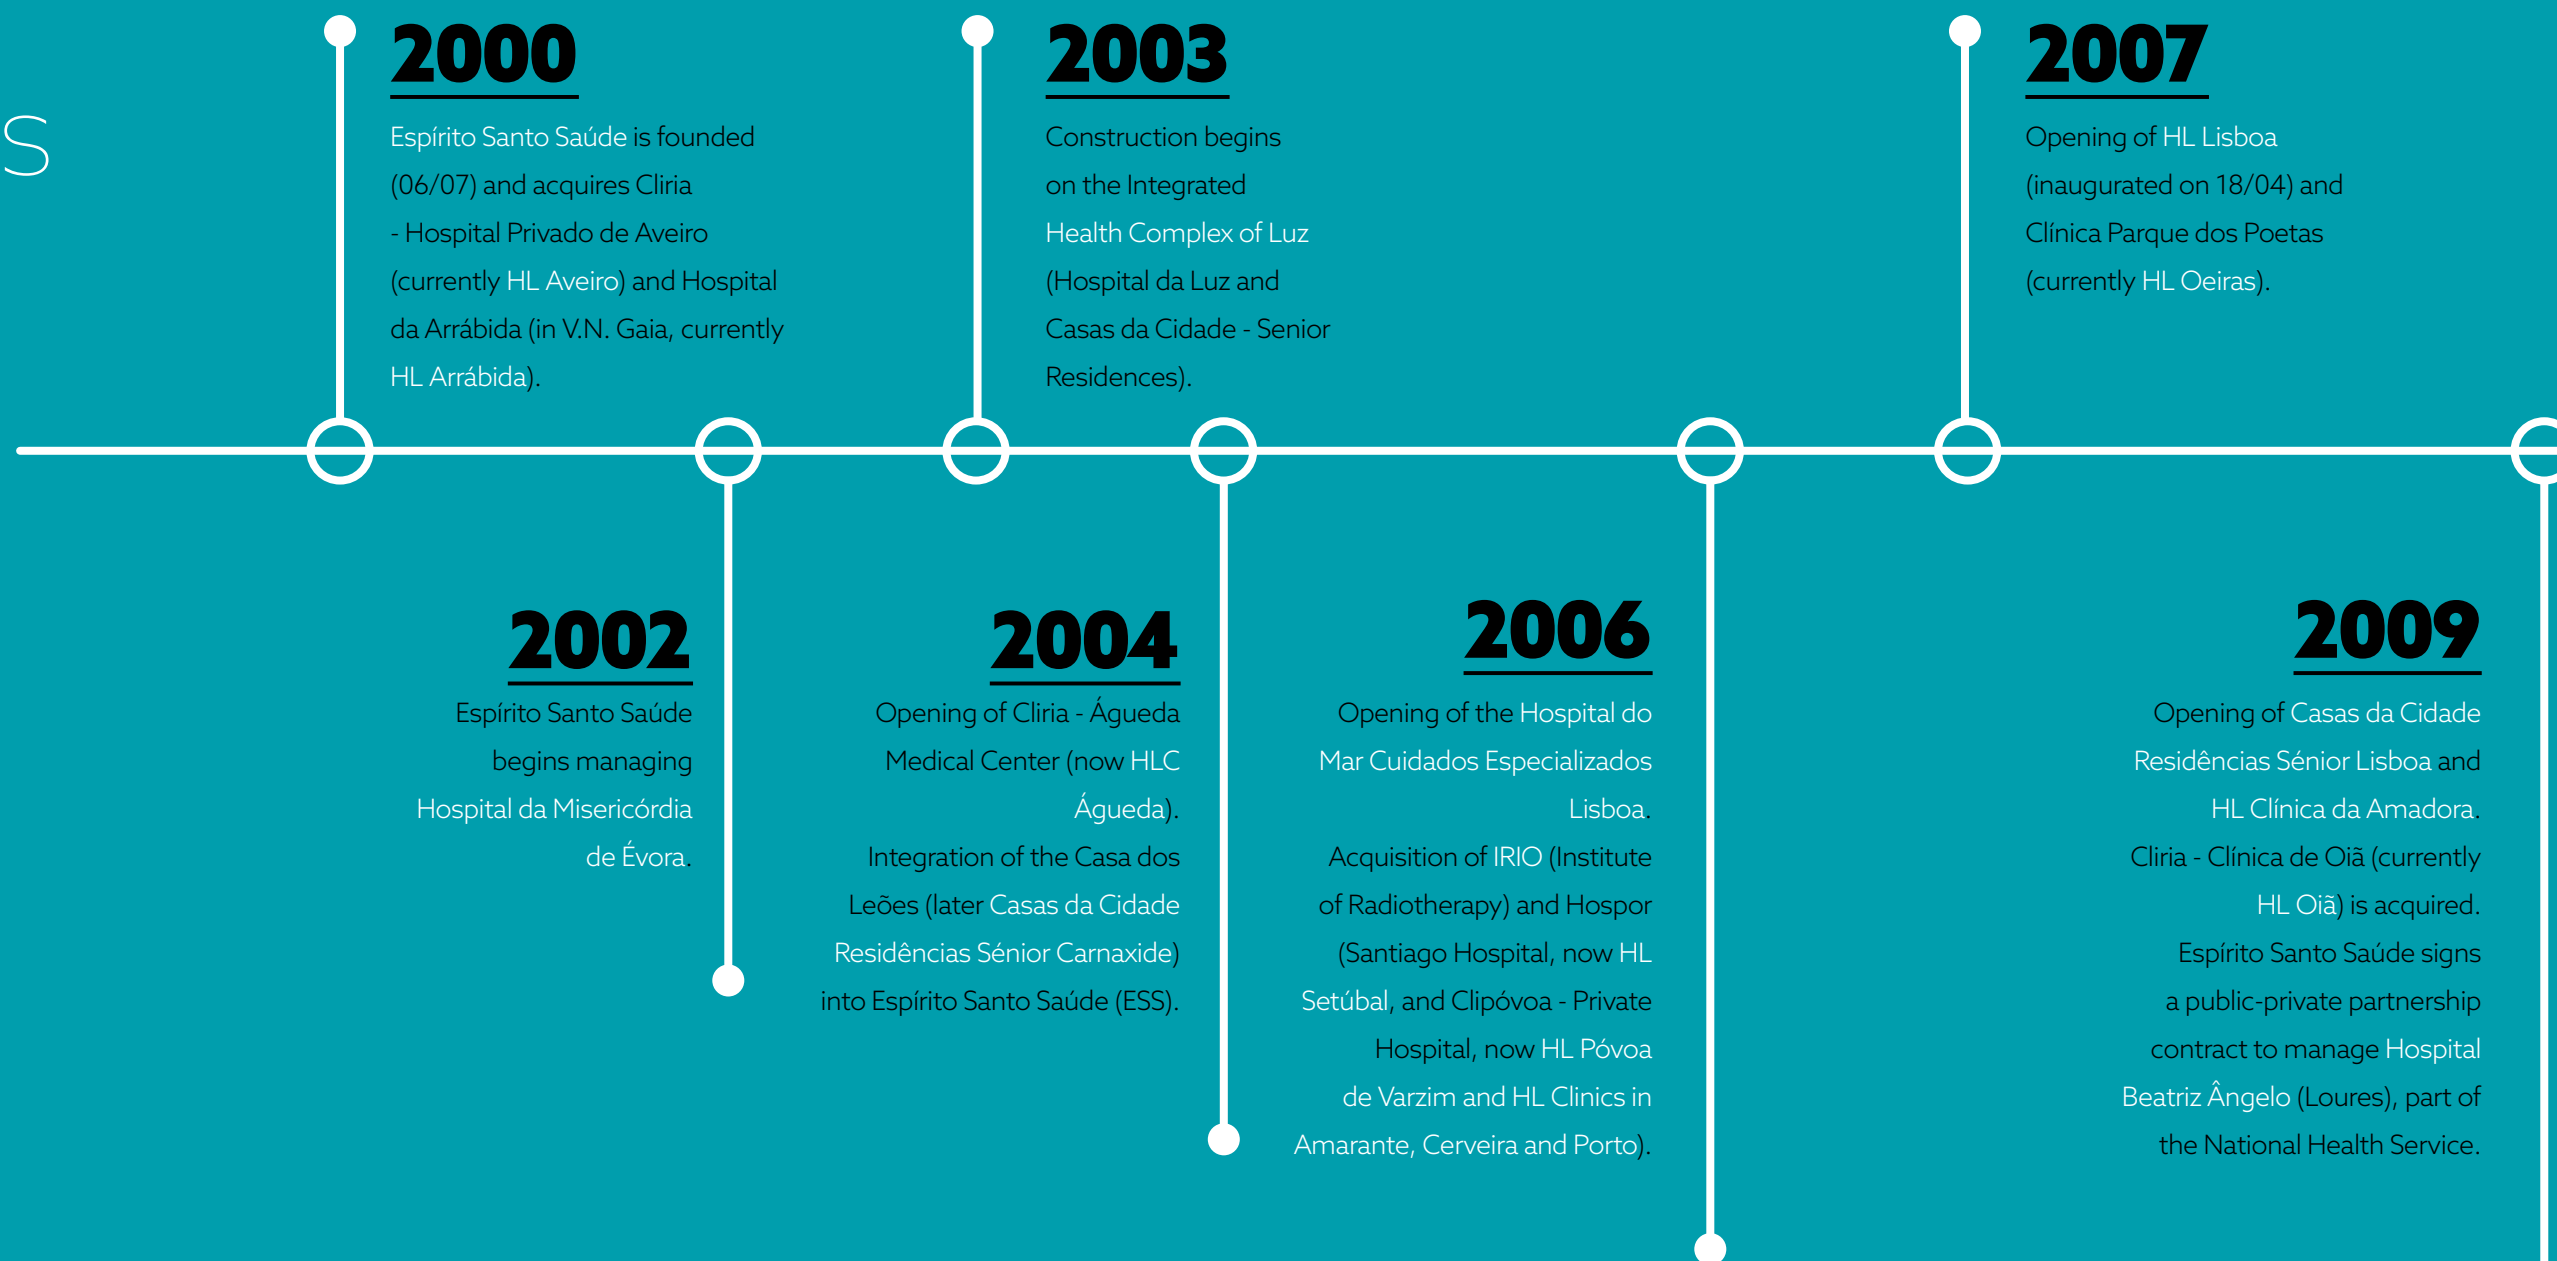 s
2000
Espírito Santo Saúde is founded
(06/07) and acquires Cliria
- Hospital Privado de Aveiro
(currently HL Aveiro) and Hospital
da Arrábida (in V.N. Gaia, currently
HL Arrábida).
2002
Espírito Santo Saúde
begins managing
Hospital da Misericórdia
de Évora.
2003
Construction begins
on the Integrated
Health Complex of Luz
(Hospital da Luz and
Casas da Cidade - Senior
Residences).
2004
Opening of Cliria - Águeda
Medical Center (now HLC
Águeda).
Integration of the Casa dos
Leões (later Casas da Cidade
Residências Sénior Carnaxide)
into Espírito Santo Saúde (ESS).
2006
Opening of the Hospital do
Mar Cuidados Especializados
Lisboa.
Acquisition of IRIO (Institute
of Radiotherapy) and Hospor
(Santiago Hospital, now HL
Setúbal, and Clipóvoa - Private
Hospital, now HL Póvoa
de Varzim and HL Clinics in
Amarante, Cerveira and Porto).
2007
Opening of HL Lisboa
(inaugurated on 18/04) and
Clínica Parque dos Poetas
(currently HL Oeiras).
2009
Opening of Casas da Cidade
Residências Sénior Lisboa and
HL Clínica da Amadora.
Cliria - Clínica de Oiã (currently
HL Oiã) is acquired.
Espírito Santo Saúde signs
a public-private partnership
contract to manage Hospital
Beatriz Ângelo (Loures), part of
the National Health Service.